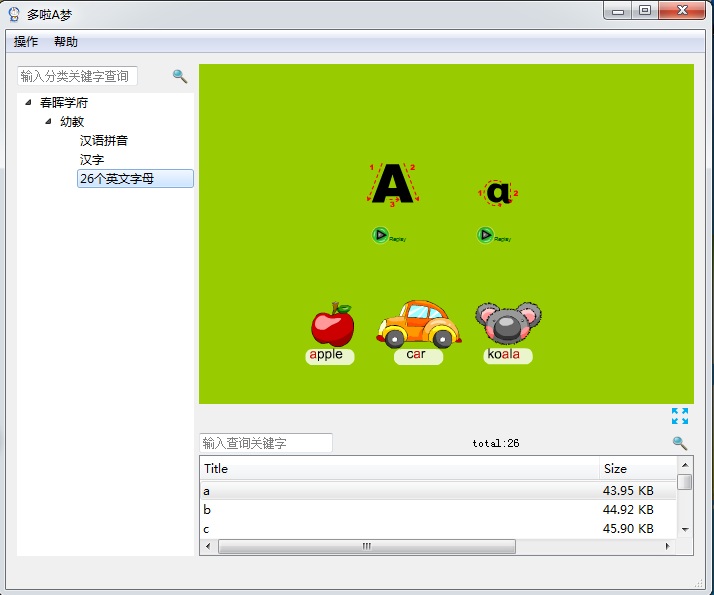 多啦A梦
操作 帮助
输入分类关键字查询
春晖学府
幼教
汉语拼音
汉字
26个英文字母
1 A 2
3
1 a 2
Replay Replay
apple car koala
输入查询关键字 total:26
Title Size
a 43.95 KB
b 44.92 KB
c 45.90 KB